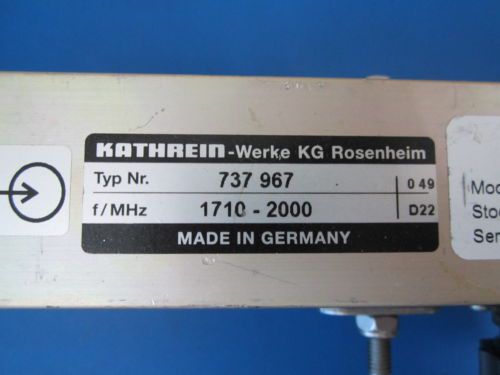 KATHREIN-Werke KG Rosenheim
Typ Nr. 737 967 0 49
f/MHz 1710 - 2000 D22
MADE IN GERMANY